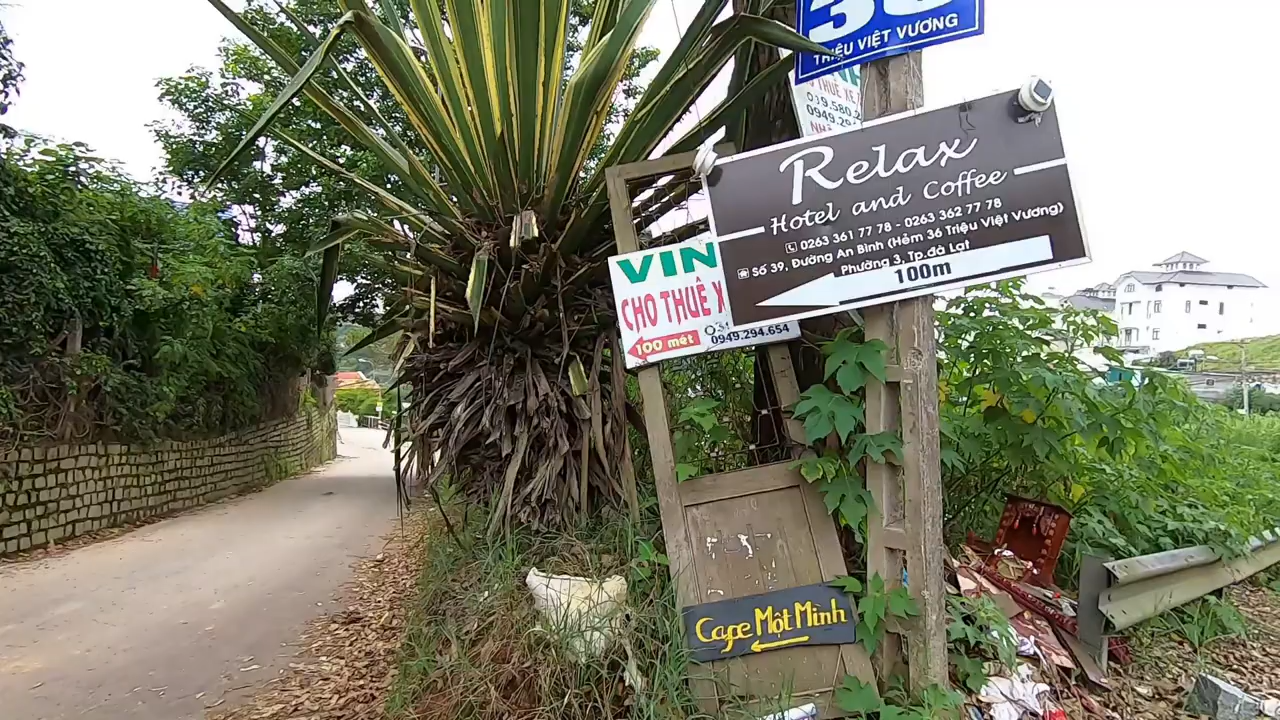 36
TRIỆU VIỆT VƯƠNG
Relax
Hotel and Coffee
0263 361 77 78 - 0263 362 77 78
Số 39, Đường An Bình (Hẻm 36 Triệu Việt Vương)
Phường 3, Tp.đà Lạt
100m
VIN
CHO THUÊ X
100 mét
0949.294.654
Cafe Một Mình